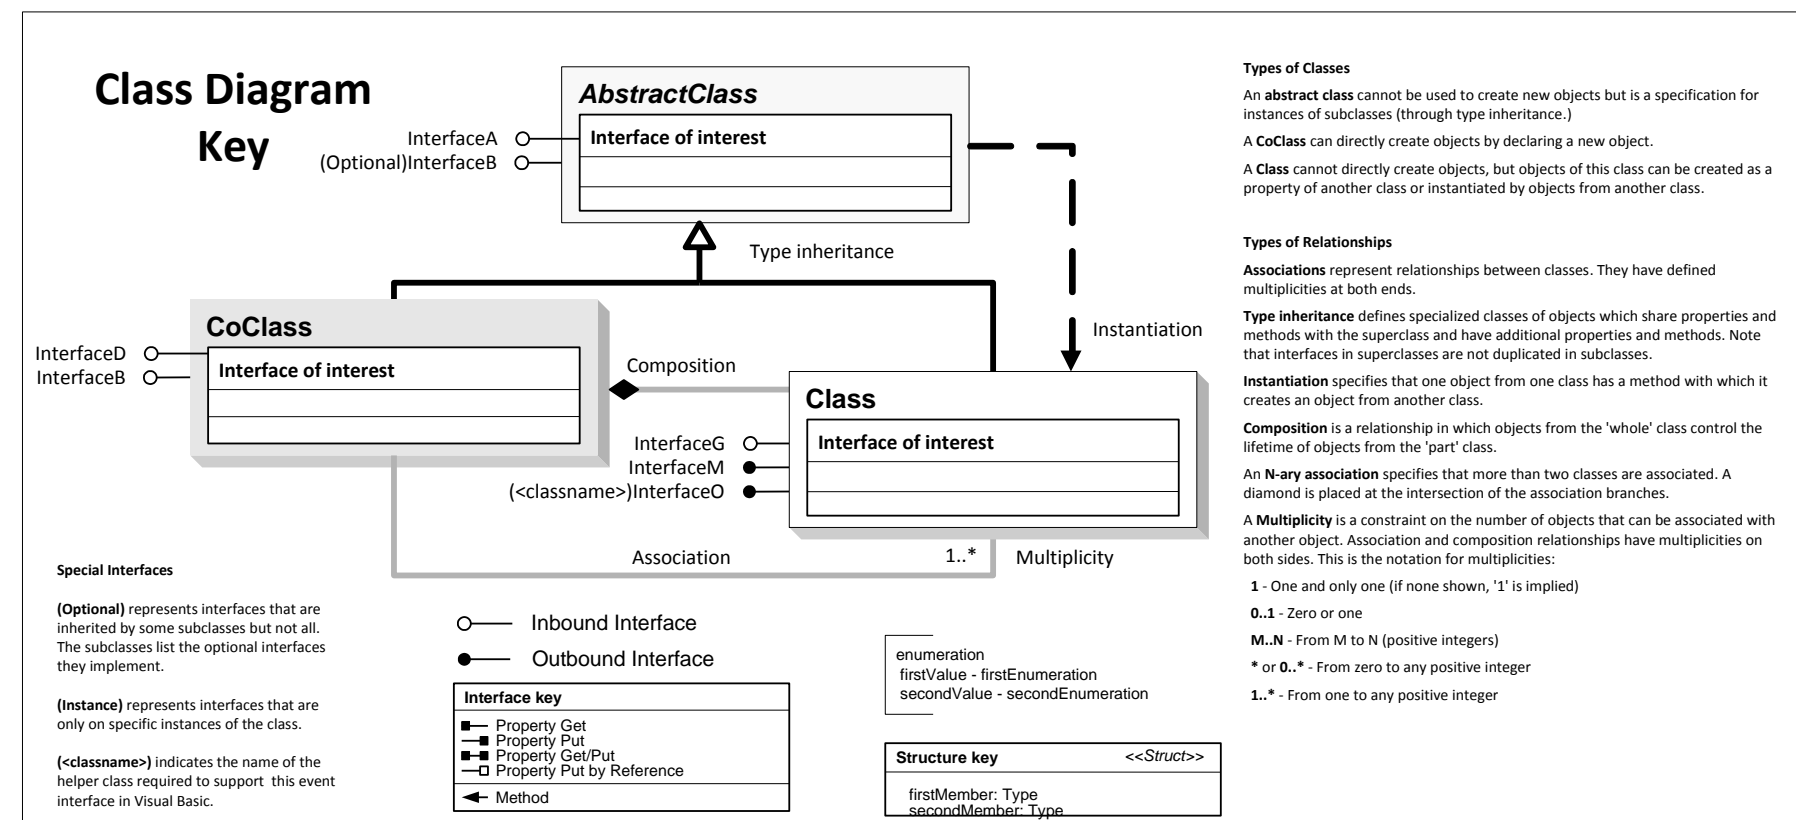 Class Diagram
Key
AbstractClass
Interface of interest
InterfaceA
(Optional)InterfaceB
Type inheritance
Instantiation
CoClass
Interface of interest
InterfaceD
InterfaceB
Composition
Class
Interface of interest
InterfaceG
InterfaceM
(<classname>)InterfaceO
Association
1..*
Multiplicity
Special Interfaces
(Optional) represents interfaces that are
inherited by some subclasses but not all.
The subclasses list the optional interfaces
they implement.
(Instance) represents interfaces that are
only on specific instances of the class.
(<classname>) indicates the name of the
helper class required to support this event
interface in Visual Basic.
Inbound Interface
Outbound Interface
Interface key
Property Get
Property Put
Property Get/Put
Property Put by Reference
Method
enumeration
firstValue - firstEnumeration
secondValue - secondEnumeration
Structure key <<Struct>>
firstMember: Type
secondMember: Type
Types of Classes
An abstract class cannot be used to create new objects but is a specification for
instances of subclasses (through type inheritance.)
A CoClass can directly create objects by declaring a new object.
A Class cannot directly create objects, but objects of this class can be created as a
property of another class or instantiated by objects from another class.
Types of Relationships
Associations represent relationships between classes. They have defined
multiplicities at both ends.
Type inheritance defines specialized classes of objects which share properties and
methods with the superclass and have additional properties and methods. Note
that interfaces in superclasses are not duplicated in subclasses.
Instantiation specifies that one object from one class has a method with which it
creates an object from another class.
Composition is a relationship in which objects from the 'whole' class control the
lifetime of objects from the 'part' class.
An N-ary association specifies that more than two classes are associated. A
diamond is placed at the intersection of the association branches.
A Multiplicity is a constraint on the number of objects that can be associated with
another object. Association and composition relationships have multiplicities on
both sides. This is the notation for multiplicities:
1 - One and only one (if none shown, '1' is implied)
0..1 - Zero or one
M..N - From M to N (positive integers)
* or 0..* - From zero to any positive integer
1..* - From one to any positive integer